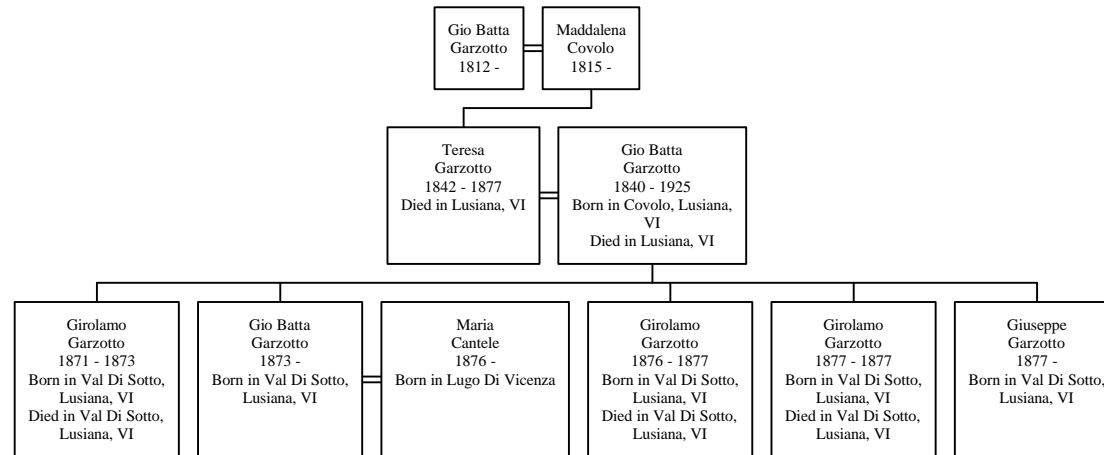 Gio Batta
Garzotto
1812 -
Maddalena
Covolo
1815 -
Teresa
Garzotto
1842 - 1877
Died in Lusiana, VI
Gio Batta
Garzotto
1840 - 1925
Born in Covolo, Lusiana,
VI
Died in Lusiana, VI
Girolamo
Garzotto
1871 - 1873
Born in Val Di Sotto,
Lusiana, VI
Died in Val Di Sotto,
Lusiana, VI
Gio Batta
Garzotto
1873 -
Born in Val Di Sotto,
Lusiana, VI
Maria
Cantele
1876 -
Born in Lugo Di Vicenza
Girolamo
Garzotto
1876 - 1877
Born in Val Di Sotto,
Lusiana, VI
Died in Val Di Sotto,
Lusiana, VI
Girolamo
Garzotto
1877 - 1877
Born in Val Di Sotto,
Lusiana, VI
Died in Val Di Sotto,
Lusiana, VI
Giuseppe
Garzotto
1877 -
Born in Val Di Sotto,
Lusiana, VI